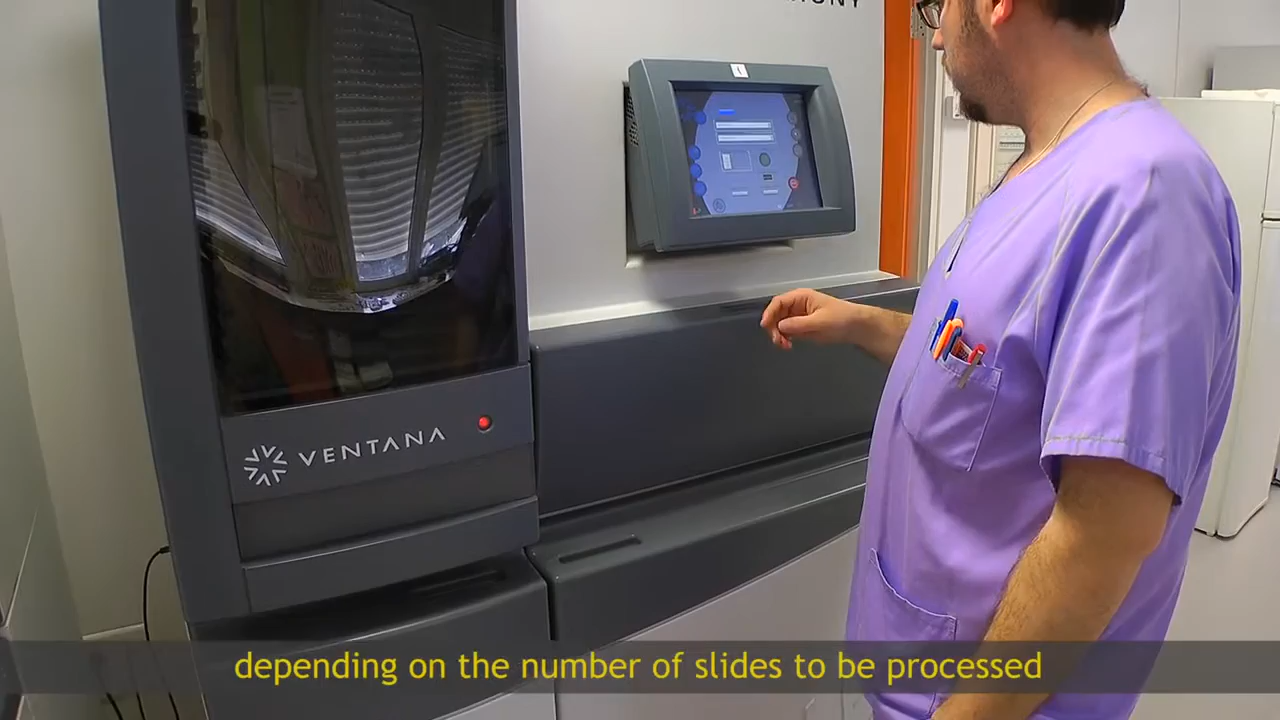 VENTANA
depending on the number of slides to be processed